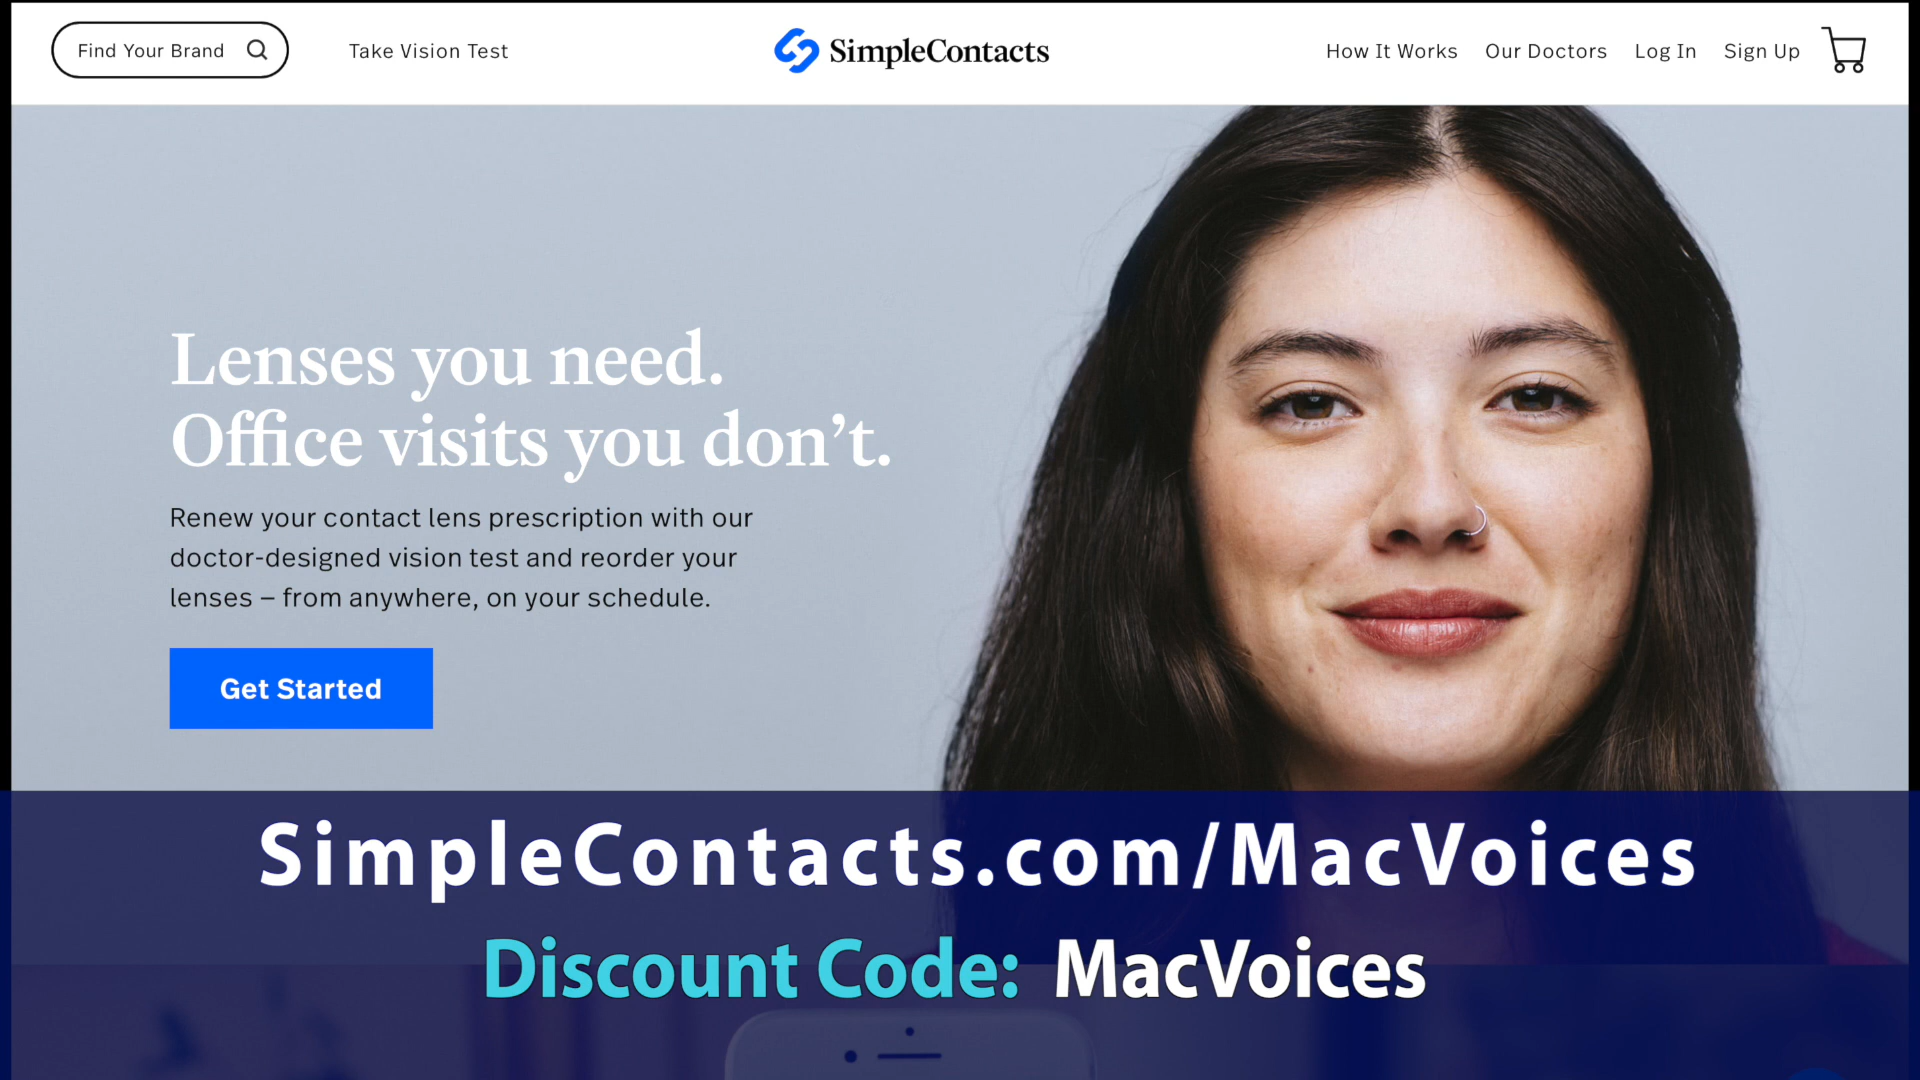 Find Your Brand
Take Vision Test
SimpleContacts
How It Works
Our Doctors
Log In
Sign Up
Lenses you need.
Office visits you don’t.
Renew your contact lens prescription with our
doctor-designed vision test and reorder your
lenses – from anywhere, on your schedule.
Get Started
SimpleContacts.com/MacVoices
Discount Code: MacVoices